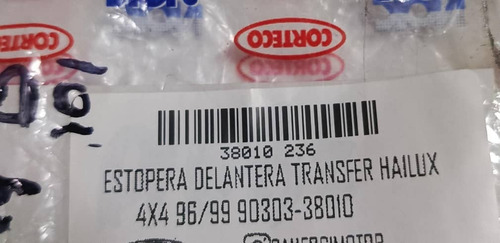 CORTECO
CORTECO
38010 236
ESTOPERA DELANTERA TRANSFER HAILUX
4X4 96/99 90303-38010